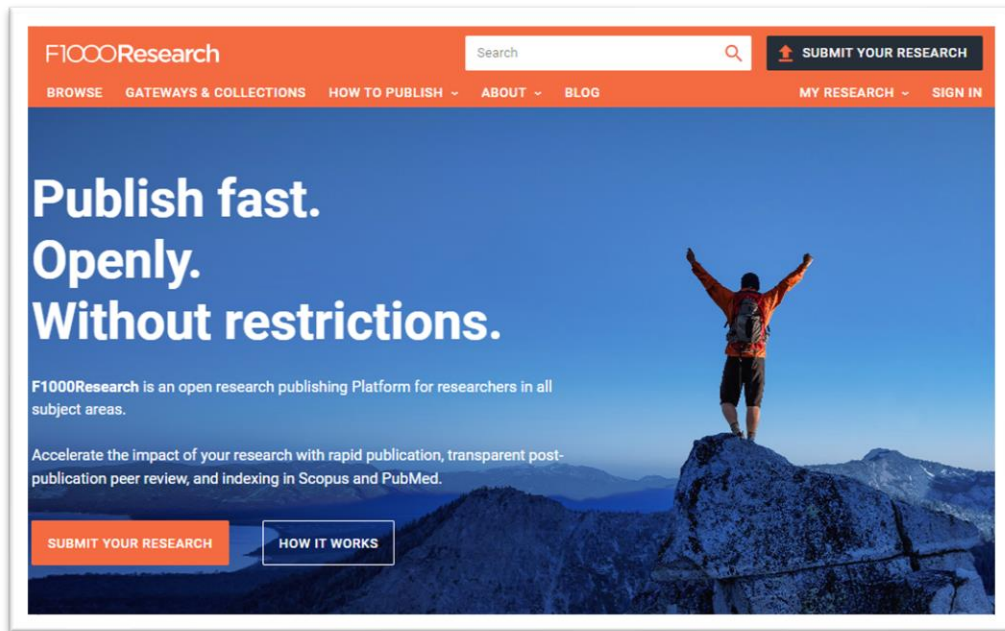 F1000Research
Search
SUBMIT YOUR RESEARCH
BROWSE GATEWAYS & COLLECTIONS HOW TO PUBLISH ABOUT BLOG MY RESEARCH SIGN IN
Publish fast.
Openly.
Without restrictions.
F1000Research is an open research publishing Platform for researchers in all
subject areas.
Accelerate the impact of your research with rapid publication, transparent post-
publication peer review, and indexing in Scopus and PubMed.
SUBMIT YOUR RESEARCH HOW IT WORKS